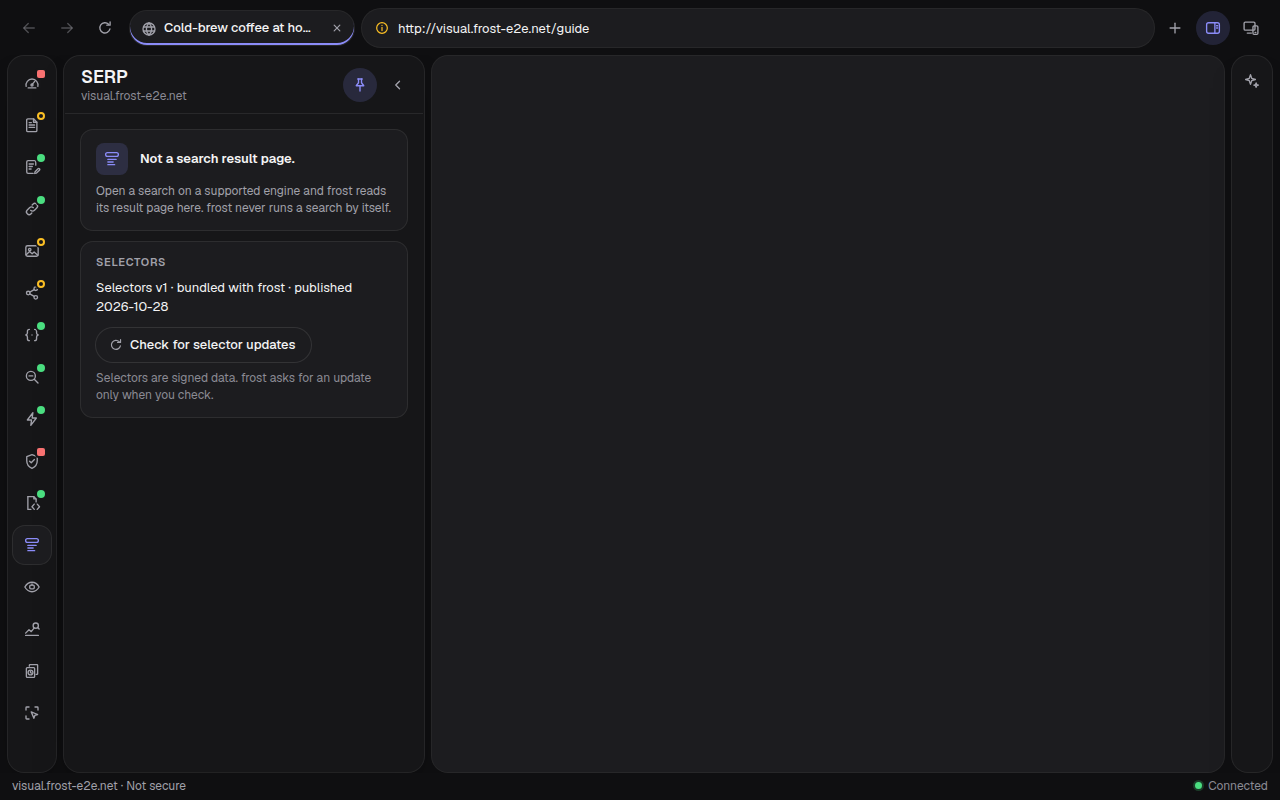 Cold-brew coffee at ho...
http://visual.frost-e2e.net/guide
SERP
visual.frost-e2e.net
Not a search result page.
Open a search on a supported engine and frost reads
its result page here. frost never runs a search by itself.
SELECTORS
Selectors v1 · bundled with frost · published
2026-10-28
Check for selector updates
Selectors are signed data. frost asks for an update
only when you check.
visual.frost-e2e.net · Not secure
Connected